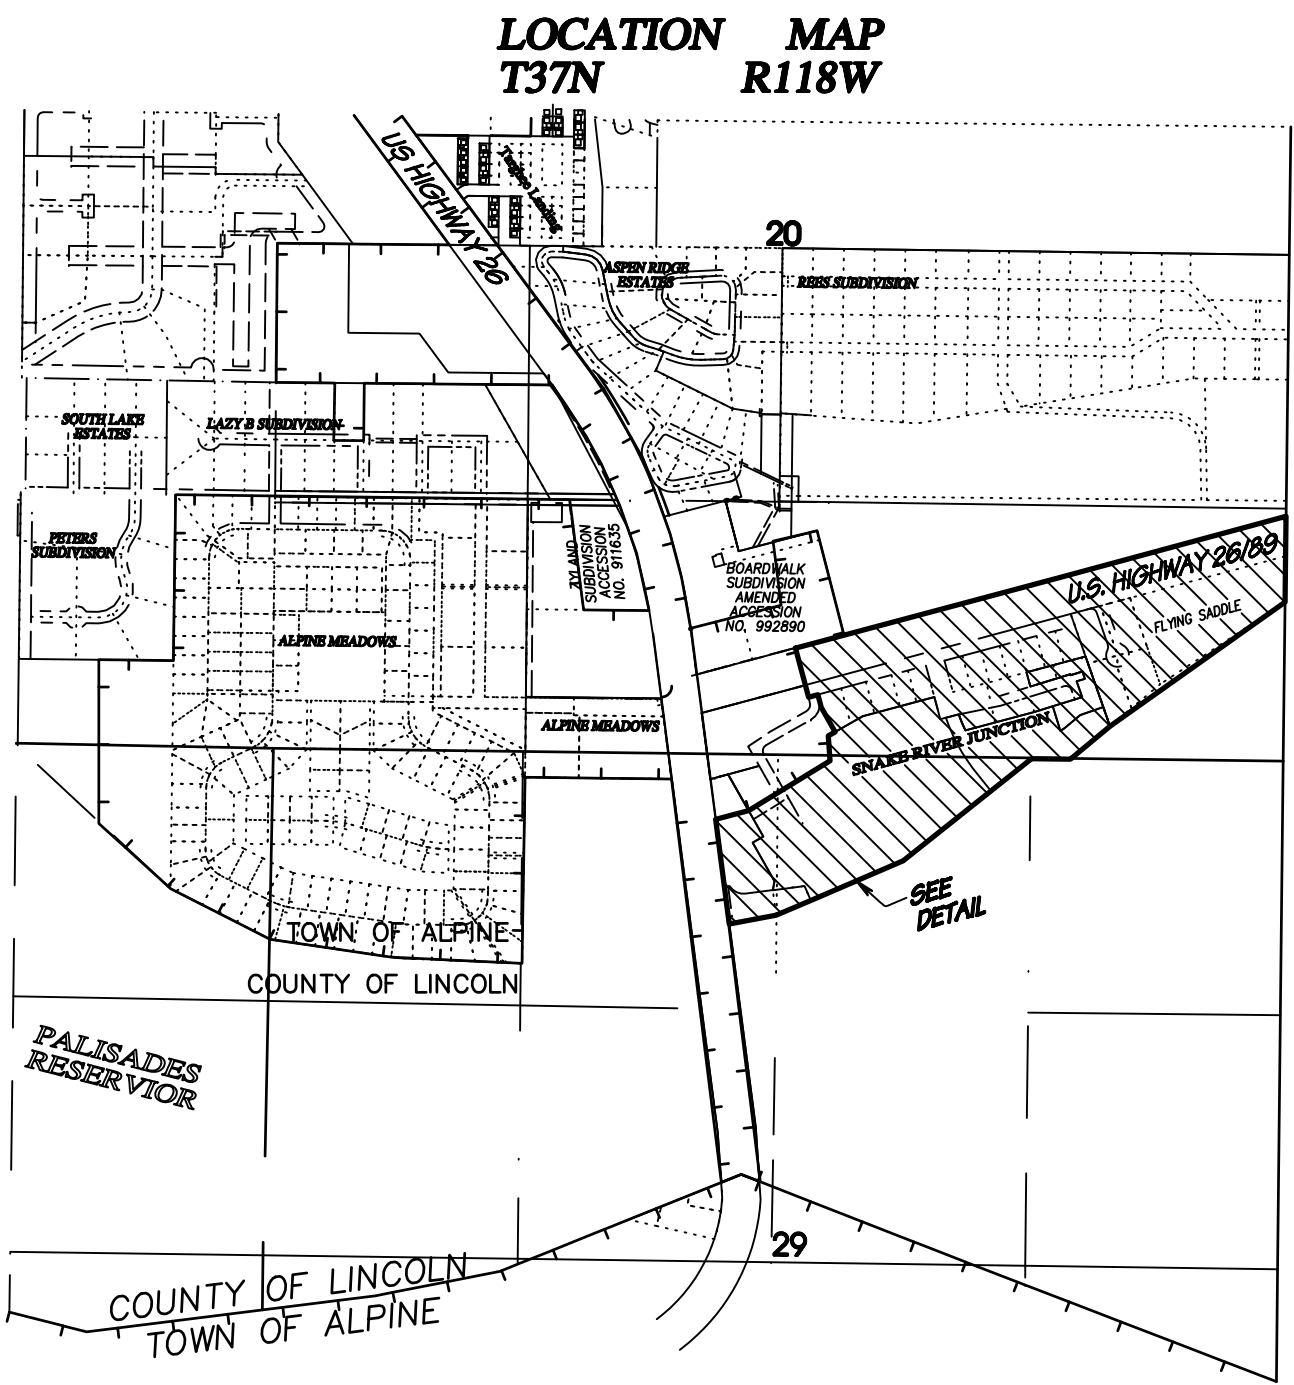 LOCATION MAP
T37N R118W
US HIGHWAY 26
Targhee Landing
20
ASPEN RIDGE
ESTATES
REES SUBDIVISION
SOUTH LAKE
ESTATES
LAZY B SUBDIVISION
PETERS
SUBDIVISION
ZYLAND
SUBDIVISION
ACCESSION
NO. 911635
BOARDWALK
SUBDIVISION
AMENDED
ACCESSION
NO. 992890
U.S. HIGHWAY 26/89
FLYING SADDLE
ALPINE MEADOWS
ALPINE MEADOWS
SNAKE RIVER JUNCTION
SEE
DETAIL
TOWN OF ALPINE
COUNTY OF LINCOLN
PALISADES
RESERVIOR
29
COUNTY OF LINCOLN
TOWN OF ALPINE